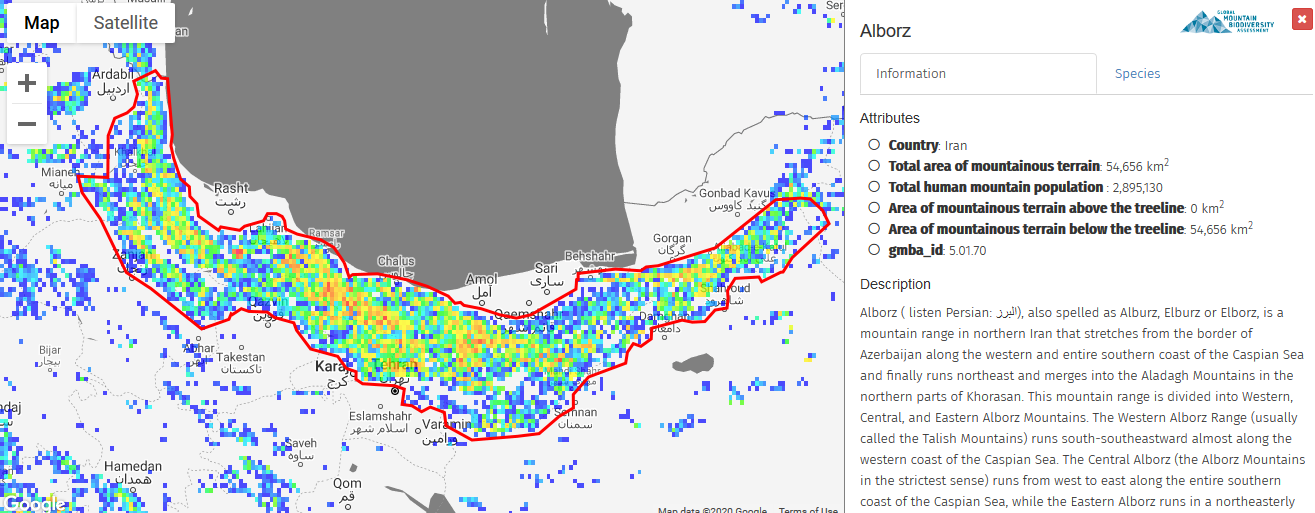 Map
Satellite
Ardabil
اردبیل
+
−
Mianeh
میانه
Rasht
رشت
Ramsar
Chalus
چالوس
Gonbad Kavus
گنبد کاووس
Gorgan
گرگان
Behshahr
Sari
ساری
Amol
آمل
Qaemshahr
Damghan
دامغان
Shahroud
شاهرود
Bijar
بیجار
Abhar
Takestan
تاکستان
Karaj
کرج
Tehran
تهران
Eslamshahr
اسلام شهر
Varamin
ورامین
Semnan
سمنان
Saveh
ساوه
Hamedan
همدان
Qom
قم
Google
Map data ©2020 Google
Terms of Use
Alborz
GLOBAL
MOUNTAIN
BIODIVERSITY
ASSESSMENT
Information
Species
Attributes
Country: Iran
Total area of mountainous terrain: 54,656 km²
Total human mountain population : 2,895,130
Area of mountainous terrain above the treeline: 0 km²
Area of mountainous terrain below the treeline: 54,656 km²
gmba_id: 5.01.70
Description
Alborz ( listen Persian: البرز), also spelled as Alburz, Elburz or Elborz, is a
mountain range in northern Iran that stretches from the border of
Azerbaijan along the western and entire southern coast of the Caspian Sea
and finally runs northeast and merges into the Aladagh Mountains in the
northern parts of Khorasan. This mountain range is divided into Western,
Central, and Eastern Alborz Mountains. The Western Alborz Range (usually
called the Talish Mountains) runs south-southeastward almost along the
western coast of the Caspian Sea. The Central Alborz (the Alborz Mountains
in the strictest sense) runs from west to east along the entire southern
coast of the Caspian Sea, while the Eastern Alborz runs in a northeasterly